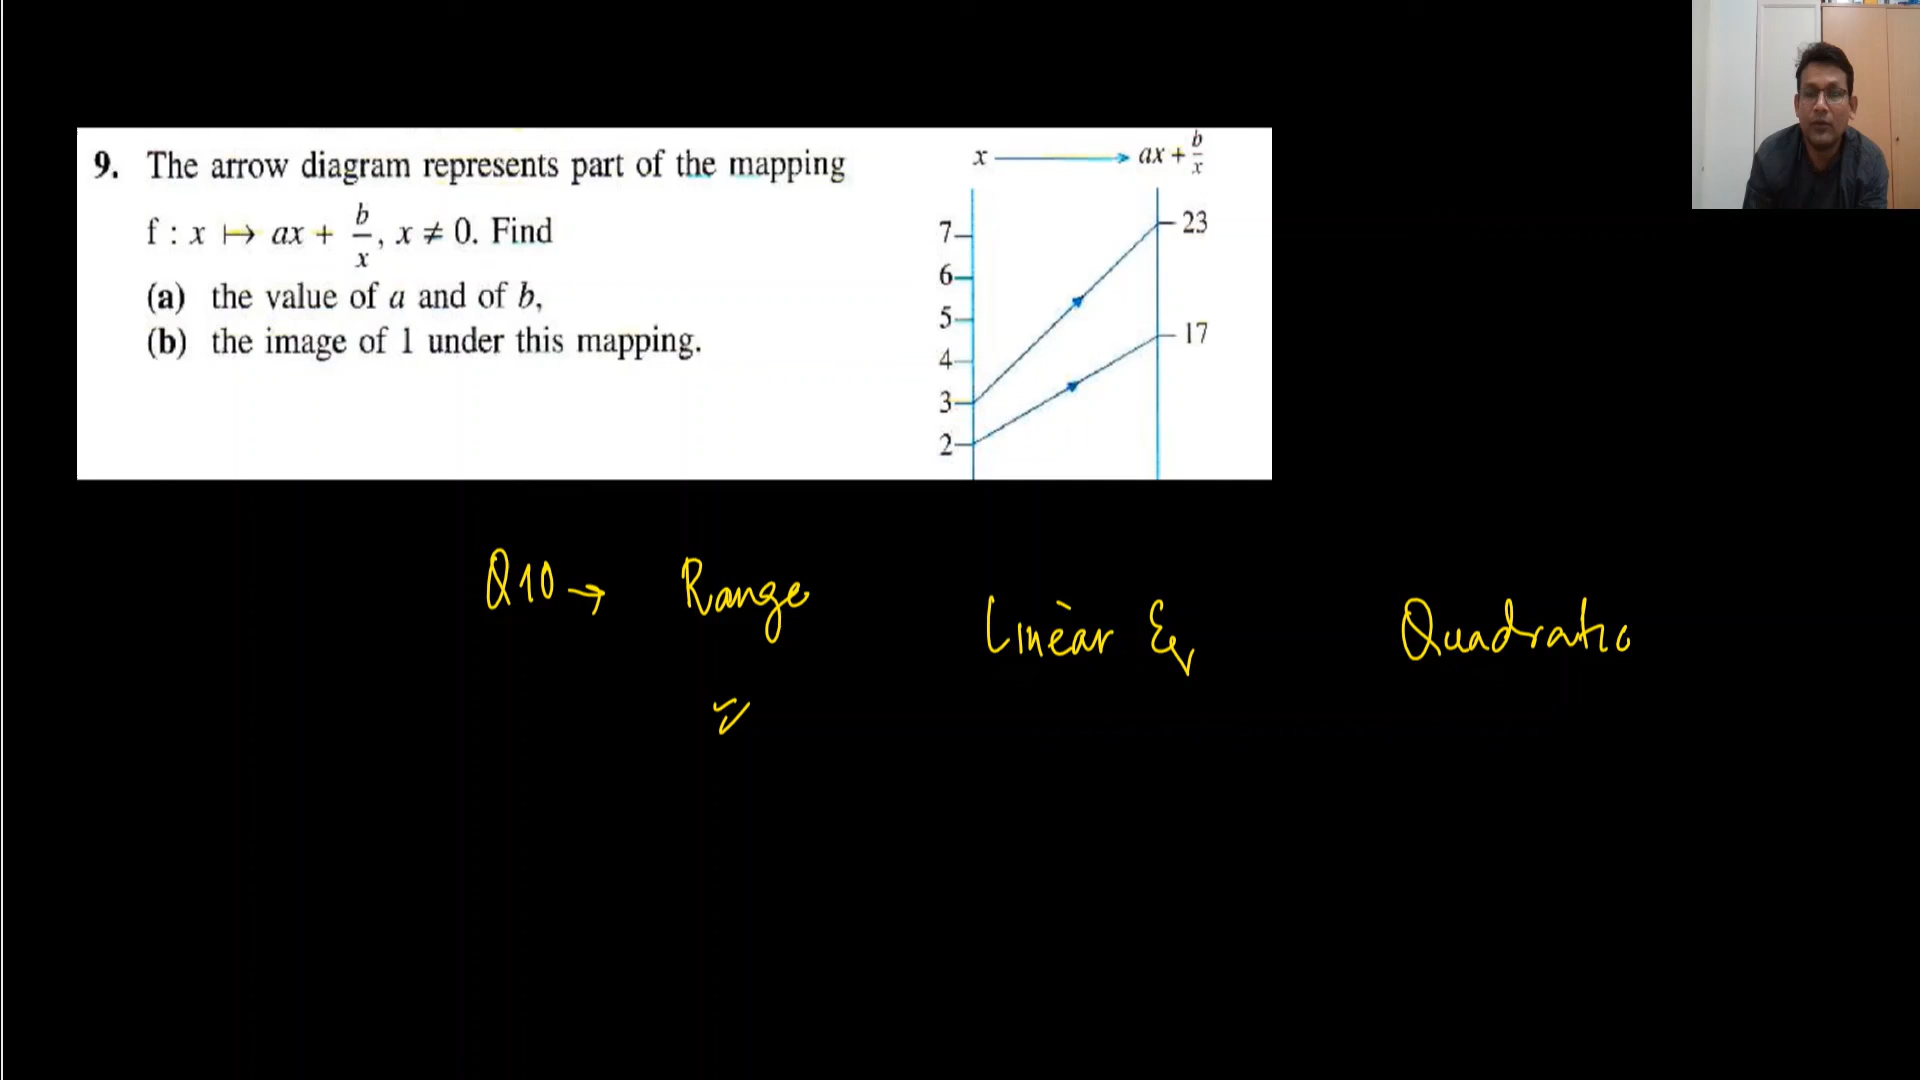 9. The arrow diagram represents part of the mapping
f : x ↦ ax + b/x, x ≠ 0. Find
(a) the value of a and of b,
(b) the image of 1 under this mapping.
x → ax + b/x
7
6
5
4
3
2
23
17
Q10 → Range
Linear Eq
Quadratic